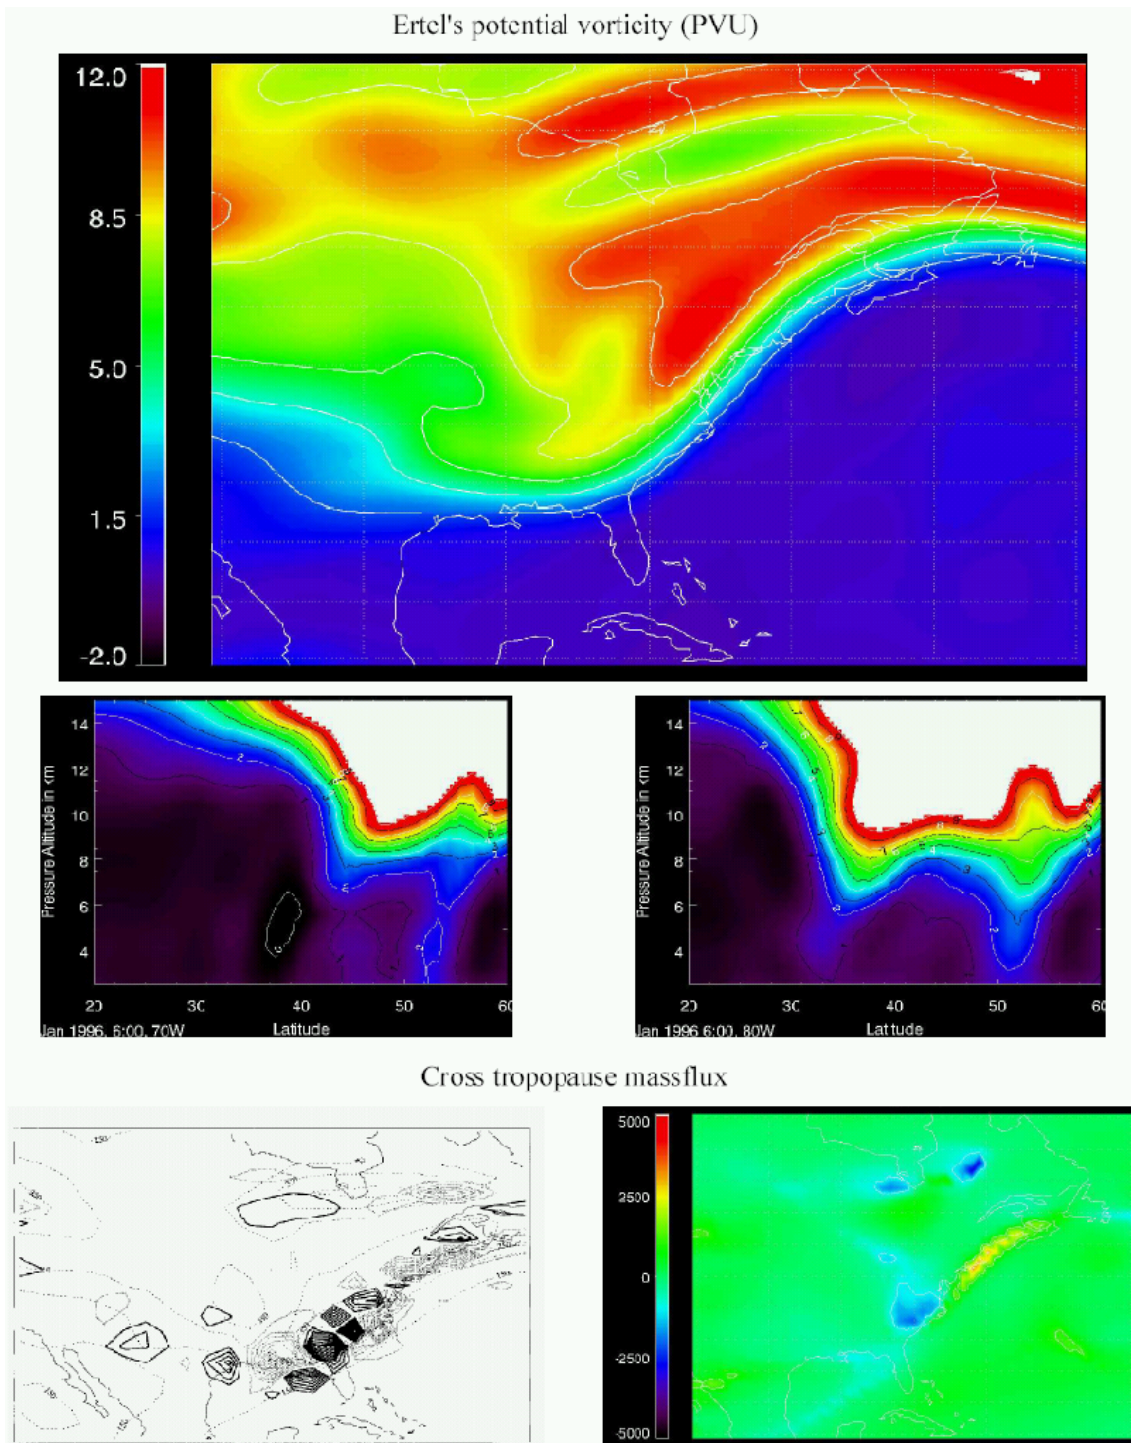 Ertel's potential vorticity (PVU)
12.0
8.5
5.0
1.5
-2.0
Pressure Altitude in km
14
12
10
8
6
4
20 30 40 50 60
Jan 1996, 6:00, 70W Latitude
Pressure Altitude in km
14
12
10
8
6
4
20 30 40 50 60
Jan 1996 6:00, 80W Latitude
Cross tropopause massflux
5000
2500
0
-2500
-5000